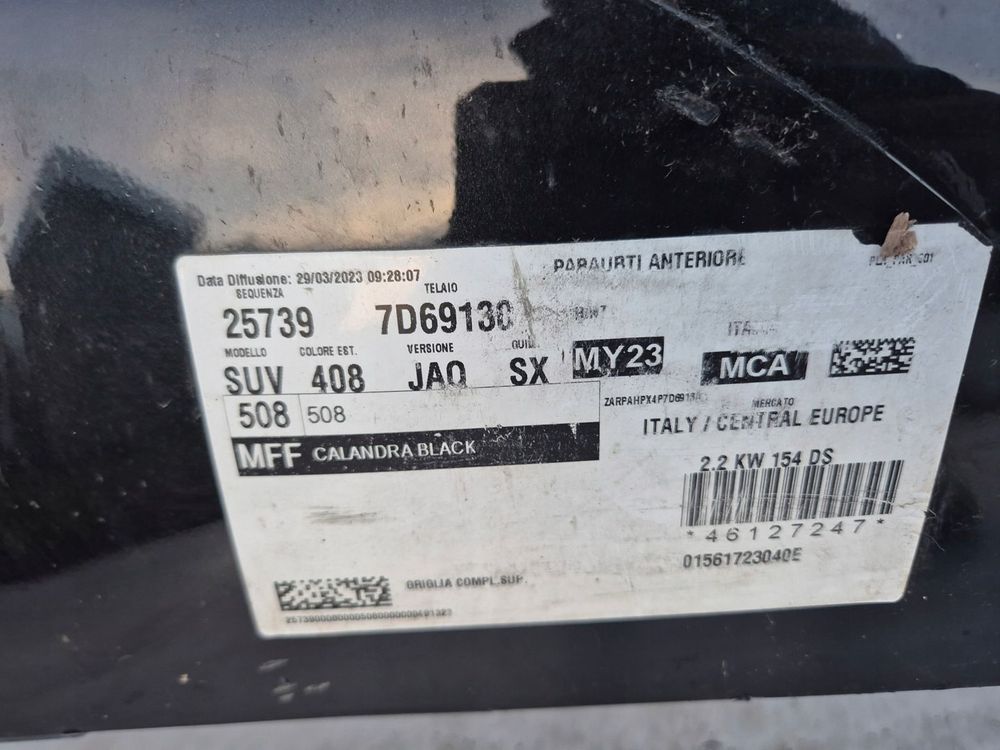 Data Diffusione: 29/03/2023 09:28:07
PARAURTI ANTERIORE
SEQUENZA TELAIO
25739 7D69130
MODELLO COLORE EST. VERSIONE GUIDA
SUV 408 JAQ SX MY23 MCA
508 508
ZARPAHPX4P7D6913
MERCATO
ITALY / CENTRAL EUROPE
MFF CALANDRA BLACK
2.2 KW 154 DS
*46127247*
01561723040E
GRIGLIA COMPL.SUP.